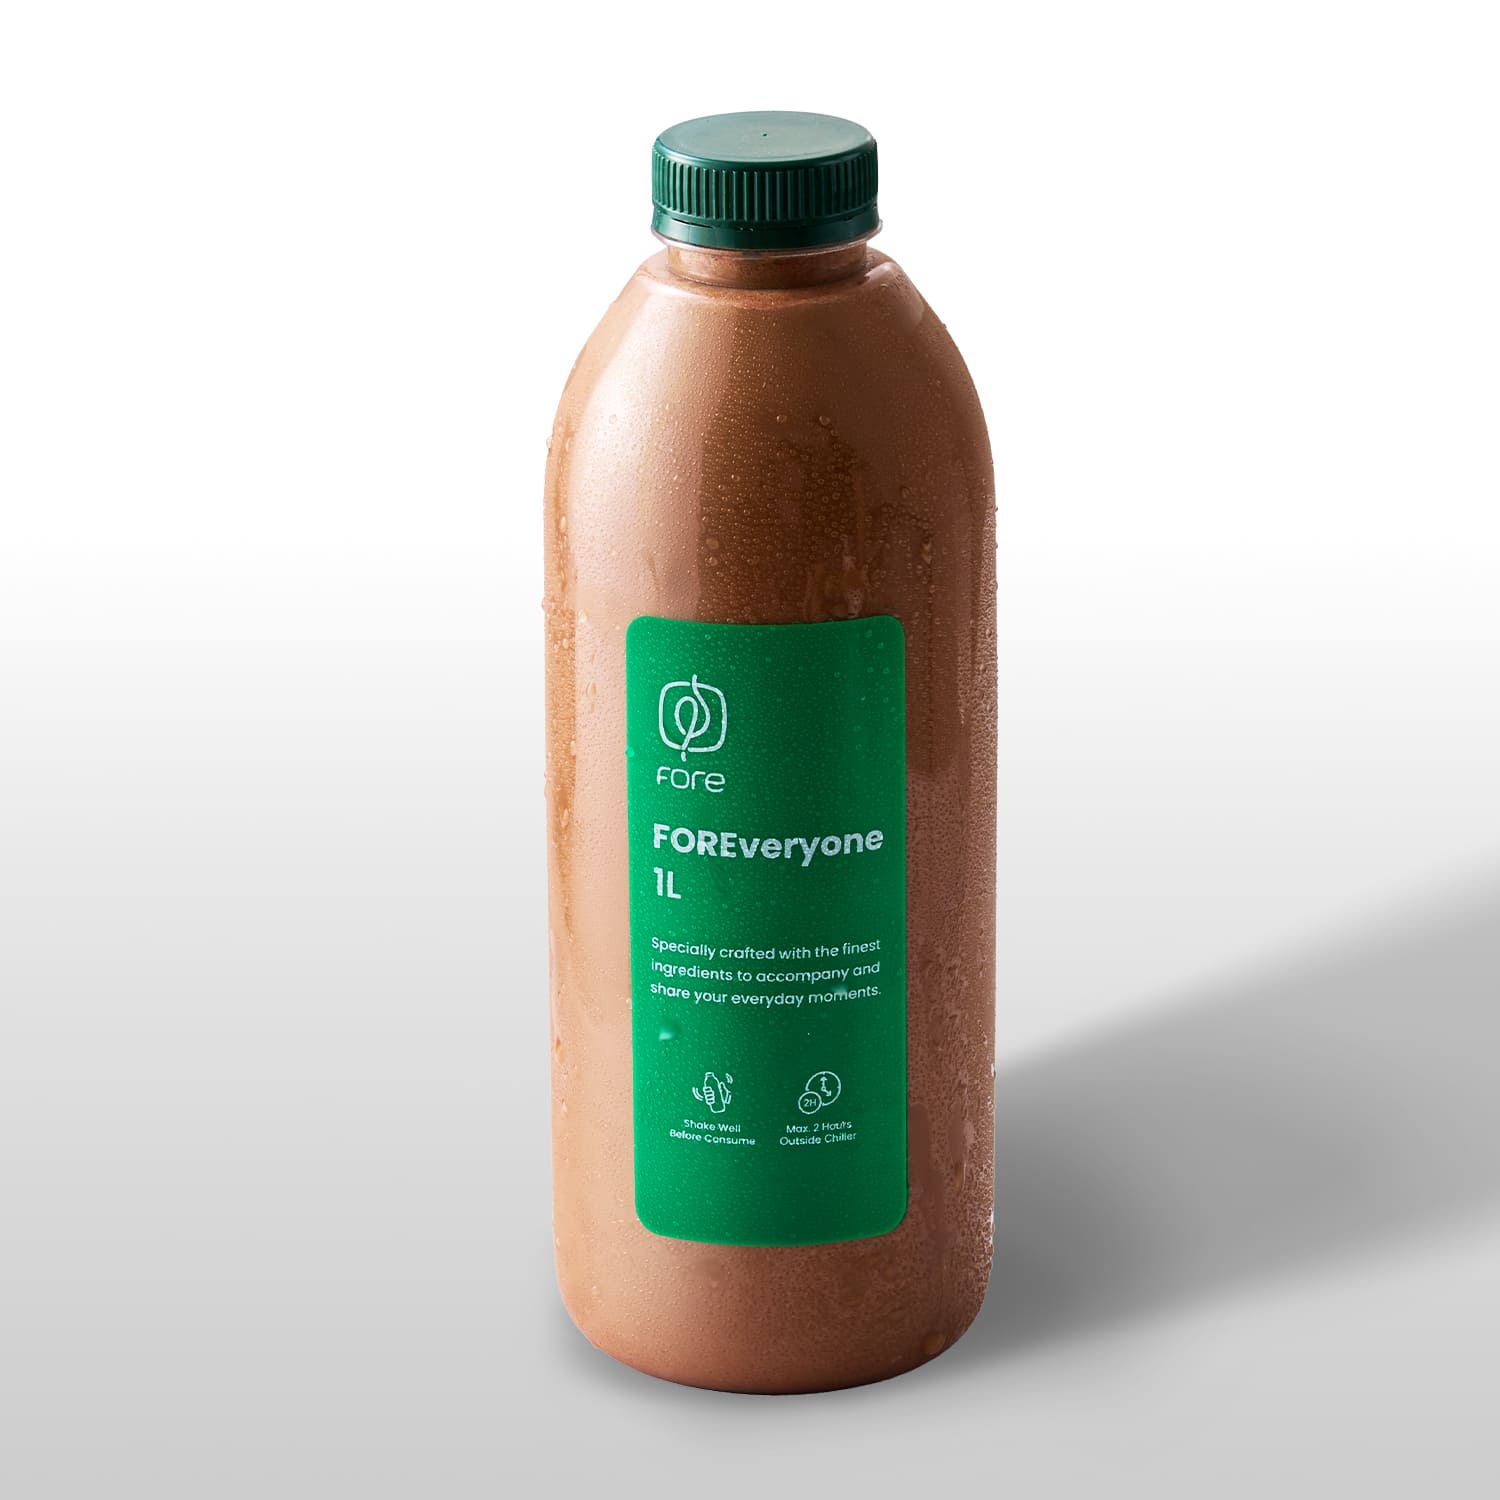 fore
FOREveryone
1L
Specially crafted with the finest
ingredients to accompany and
share your everyday moments.
2H
Shake Well
Before Consume
Max. 2 Hours
Outside Chiller